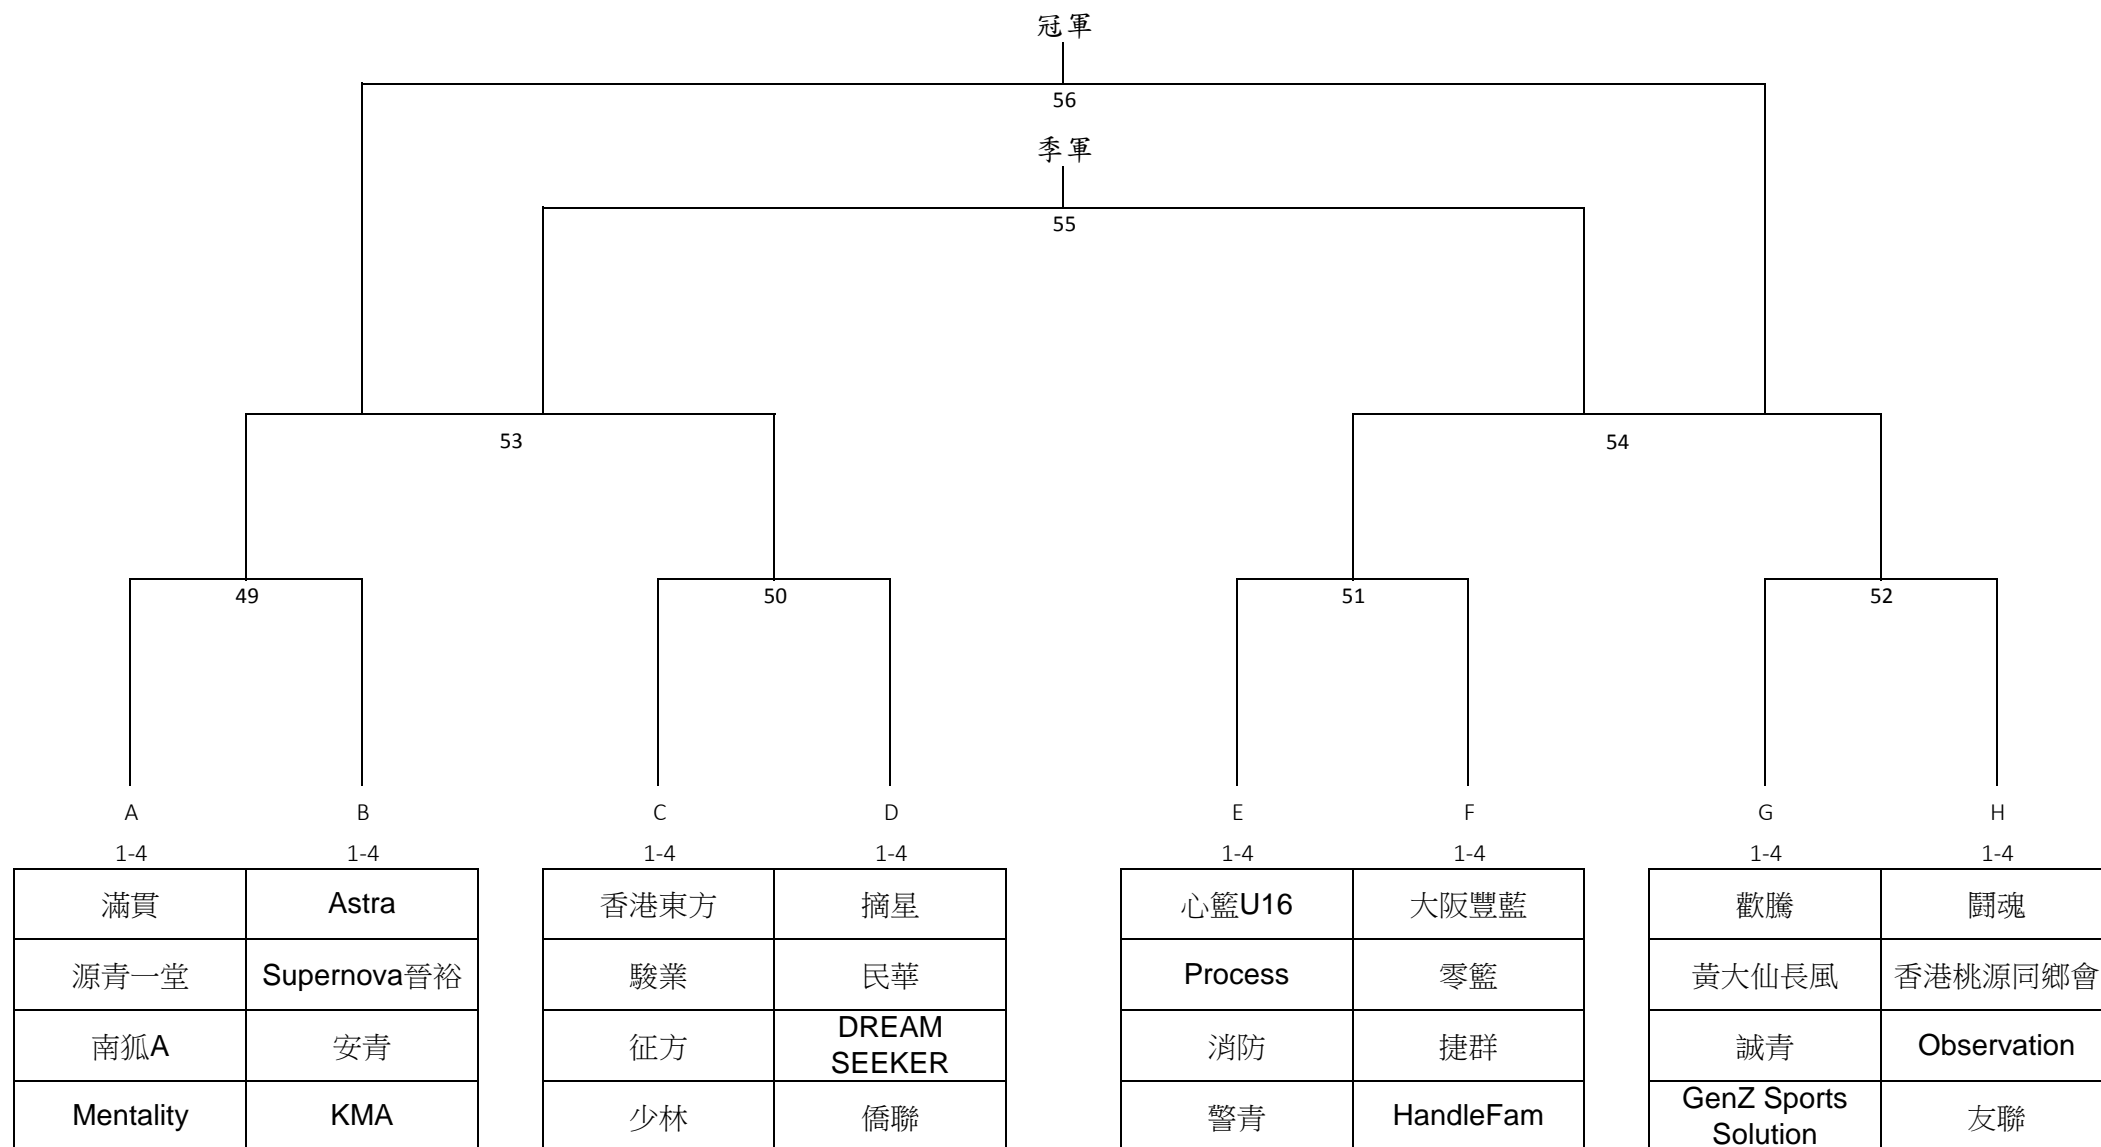 冠軍
56
季軍
55
53
54
49
50
51
52
A B C D E F G H
1-4 1-4 1-4 1-4 1-4 1-4 1-4 1-4
滿貫 Astra 香港東方 摘星 心籃U16 大阪豐藍 歡騰 鬪魂
源青一堂 Supernova晉裕 駿業 民華 Process 零籃 黃大仙長風 香港桃源同鄉會
南狐A 安青 征方 DREAM SEEKER 消防 捷群 誠青 Observation
Mentality KMA 少林 僑聯 警青 HandleFam GenZ Sports Solution 友聯